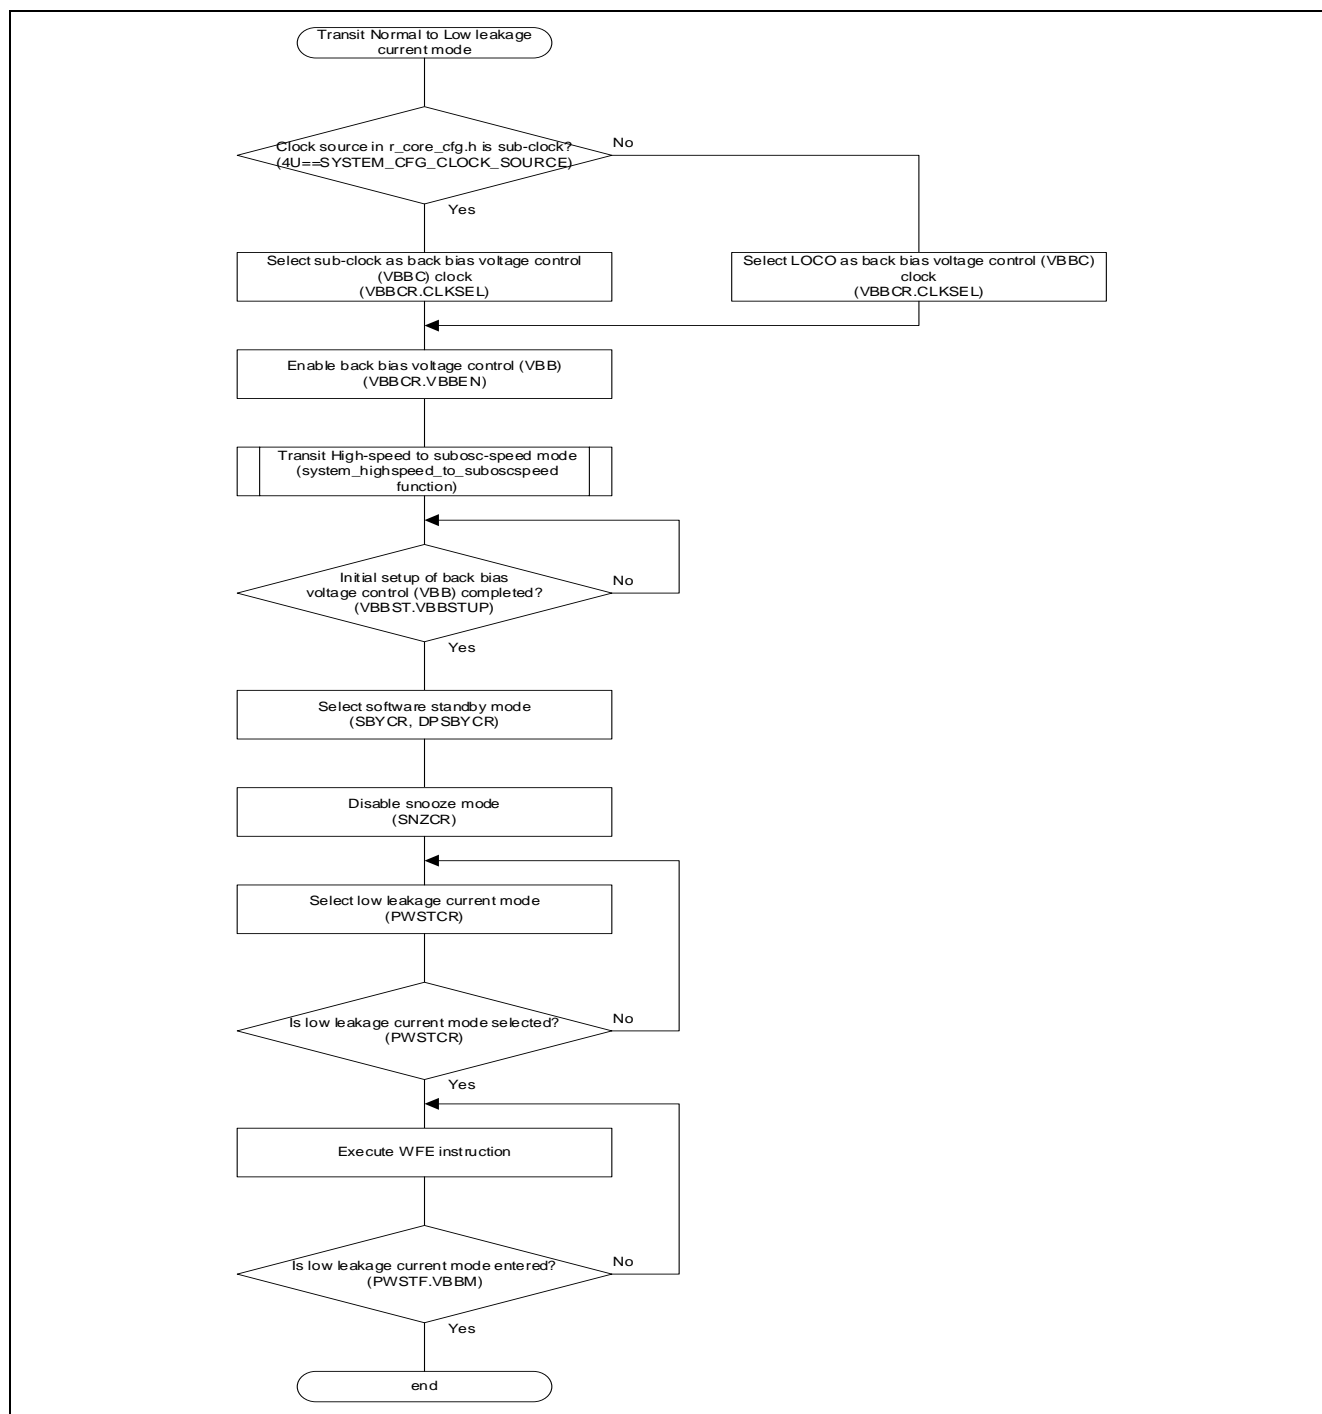 Transit Normal to Low leakage
current mode
Clock source in r_core_cfg.h is sub-clock?
(4U==SYSTEM_CFG_CLOCK_SOURCE)
No
Yes
Select sub-clock as back bias voltage control
(VBBC) clock
(VBBCR.CLKSEL)
Select LOCO as back bias voltage control (VBBC)
clock
(VBBCR.CLKSEL)
Enable back bias voltage control (VBB)
(VBBCR.VBBEN)
Transit High-speed to subosc-speed mode
(system_highspeed_to_suboscspeed
function)
Initial setup of back bias
voltage control (VBB) completed?
(VBBST.VBBSTUP)
No
Yes
Select software standby mode
(SBYCR, DPSBYCR)
Disable snooze mode
(SNZCR)
Select low leakage current mode
(PWSTCR)
Is low leakage current mode selected?
(PWSTCR)
No
Yes
Execute WFE instruction
Is low leakage current mode entered?
(PWSTF.VBBM)
No
Yes
end